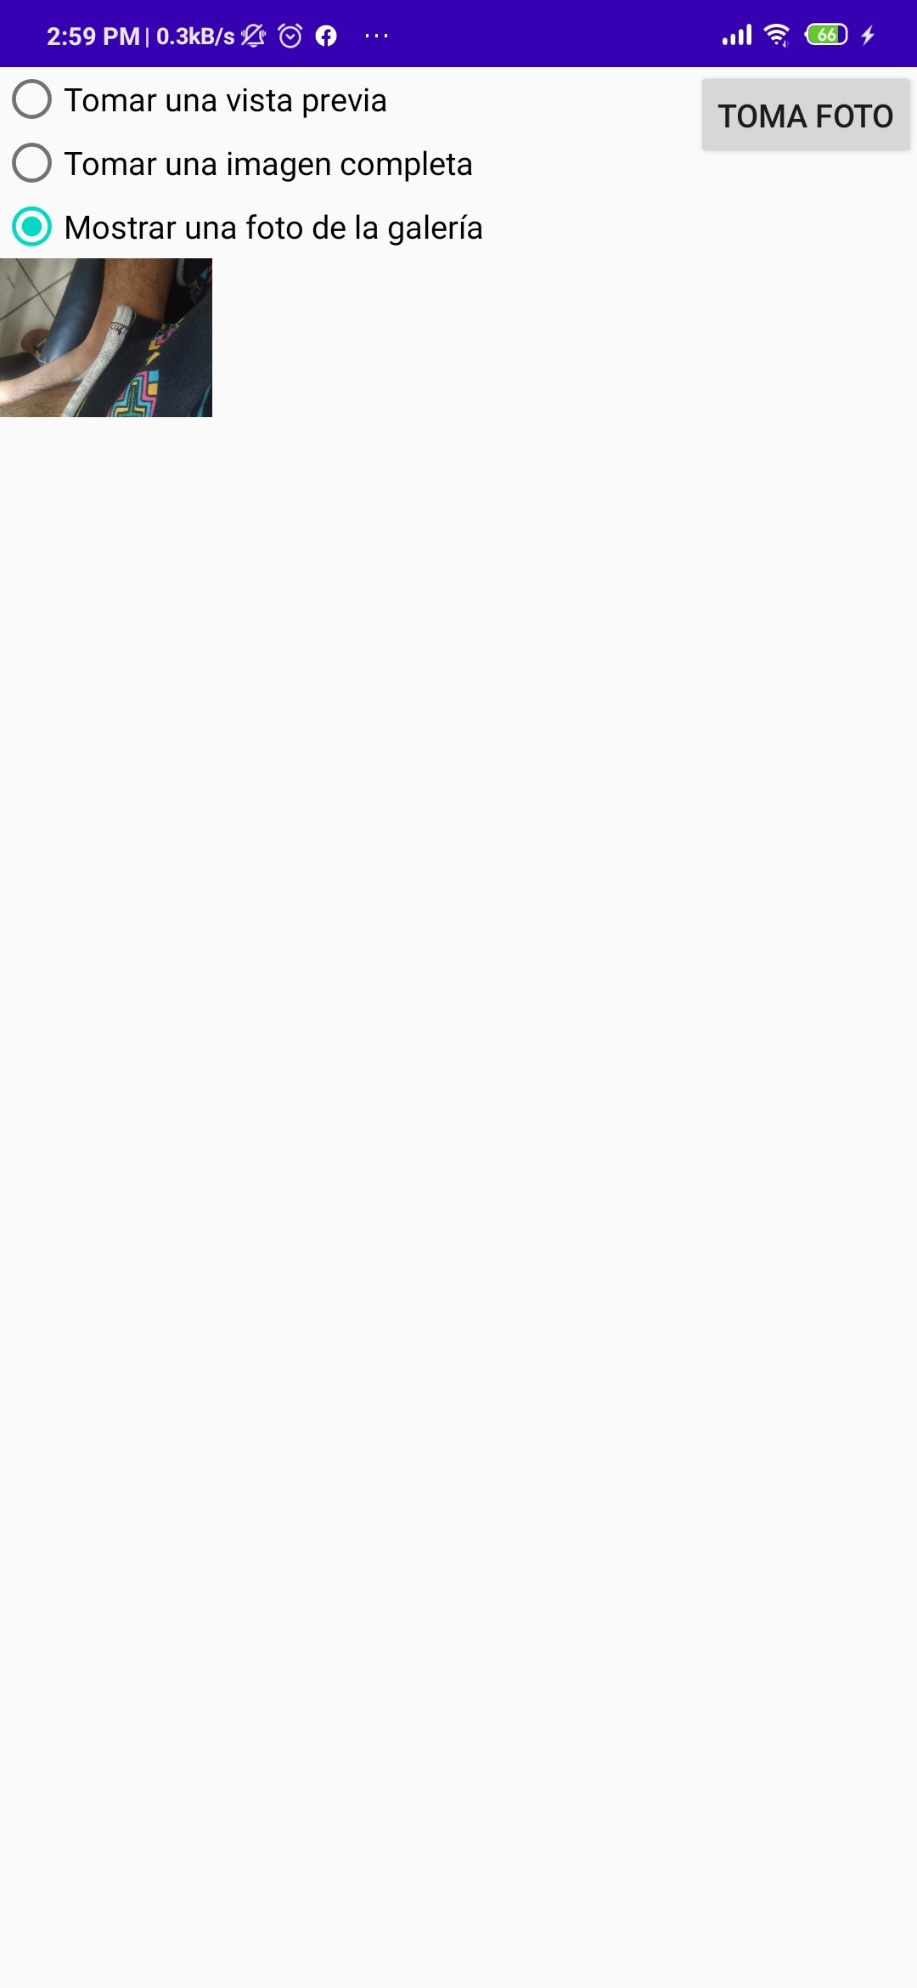 2:59 PM | 0.3kB/s ... 66
Tomar una vista previa
TOMA FOTO
Tomar una imagen completa
Mostrar una foto de la galería